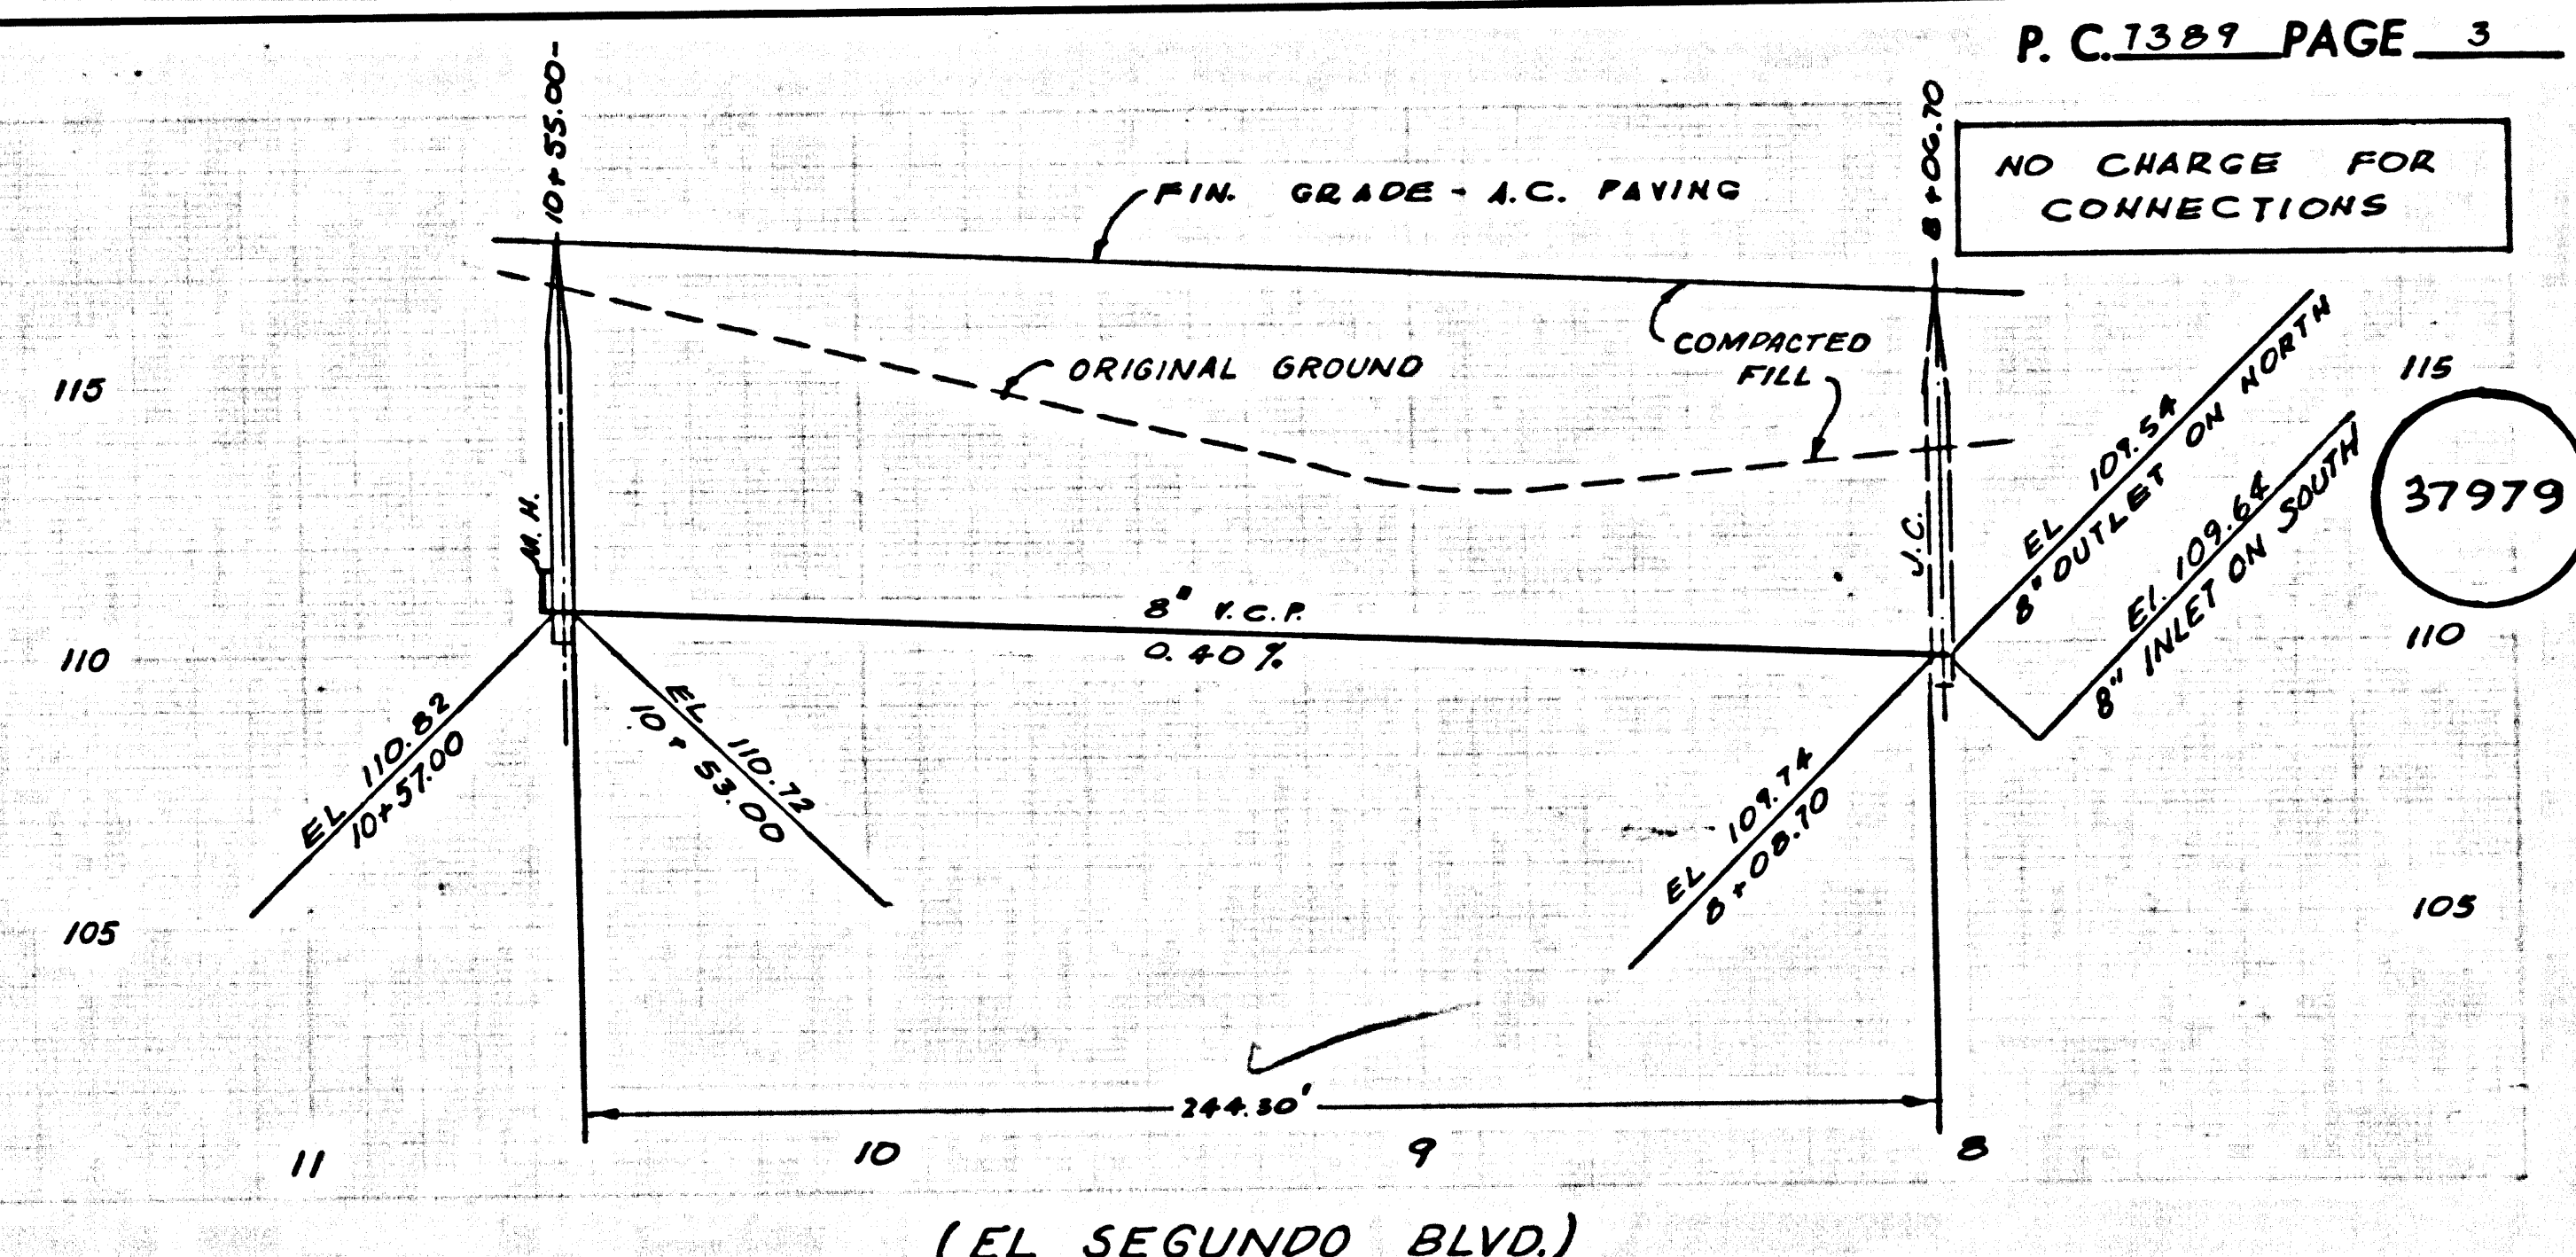 P. C. 7389 PAGE 3
10+55.00-
8+06.70
NO CHARGE FOR
CONNECTIONS
FIN. GRADE - A.C. PAVING
COMPACTED
FILL
ORIGINAL GROUND
115
115
37979
M.H.
J.C.
EL 109.54
8" OUTLET ON NORTH
EL. 109.64
8" INLET ON SOUTH
8" V.C.P.
0.40%
110
110
EL 110.82
10+57.00
EL 110.72
10+53.00
EL 109.74
8+08.70
105
105
244.30'
11
10
9
8
(EL SEGUNDO BLVD.)